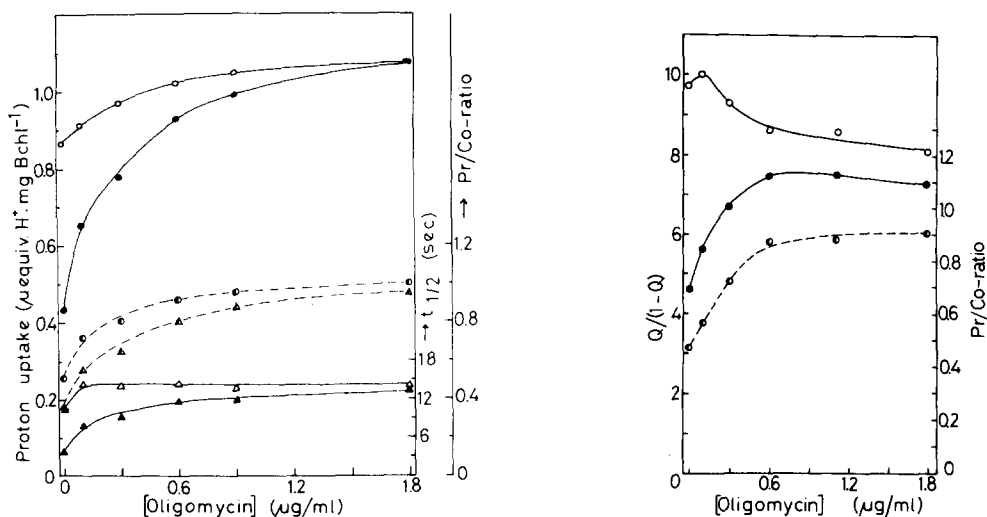 Proton uptake (µequiv H⁺. mg Bchl⁻¹)
1.0
0.8
0.6
0.4
0.2
0
→ t 1/2 (sec)
18
12
6
→ Pr/Co-ratio
1.2
0.8
0.4
0
0 0.6 1.2 1.8
[Oligomycin] (µg/ml)
Q/(1-Q)
10
8
6
4
2
0
Pr/Co-ratio
1.2
1.0
0.8
0.6
0.4
0.2
0
0 0.6 1.2 1.8
[Oligomycin] (µg/ml)